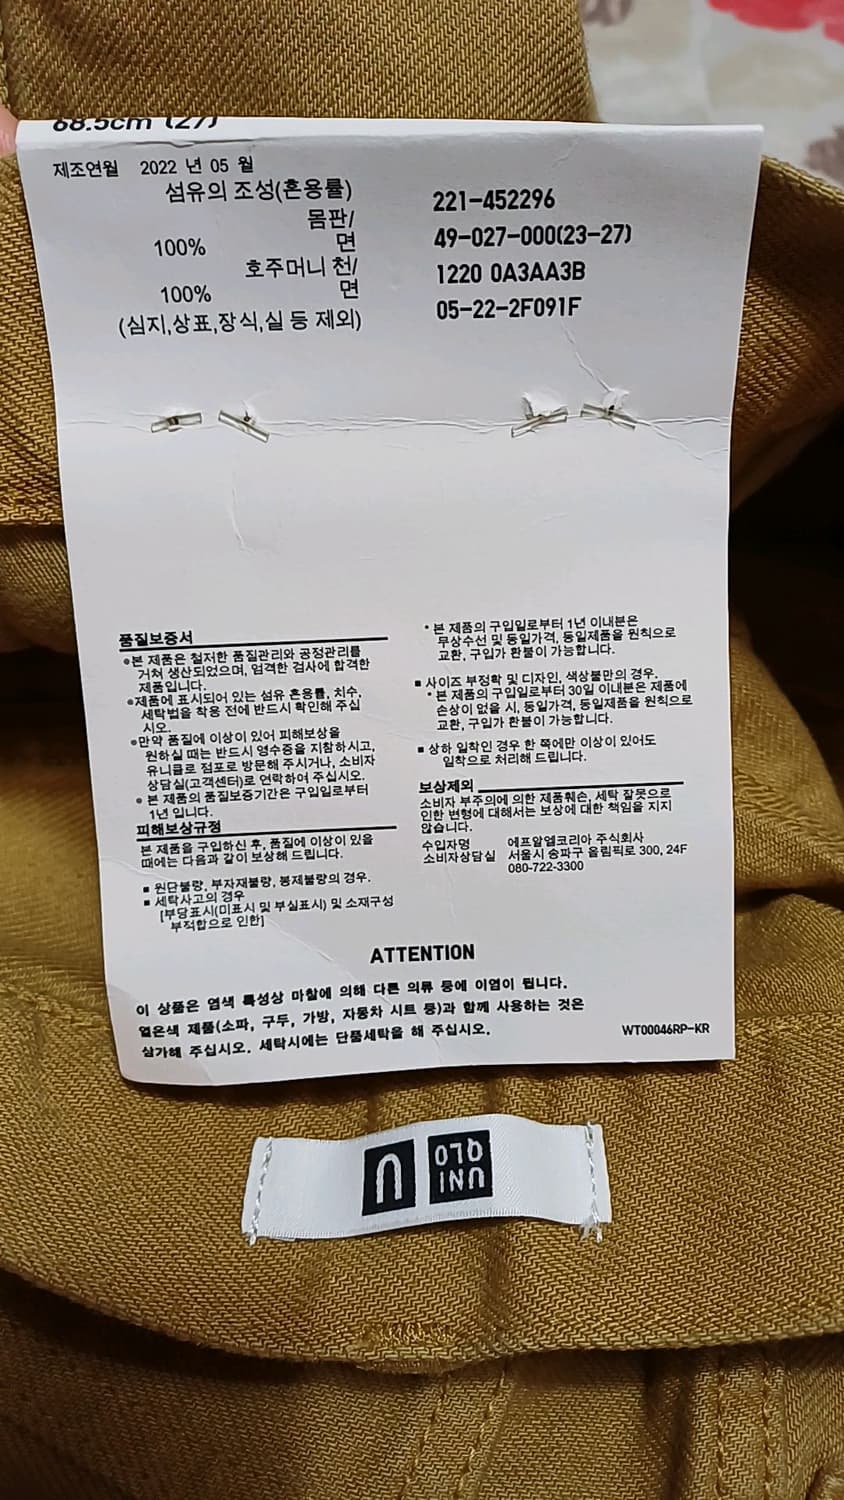 68.5cm (27)
제조연월 2022 년 05 월
섬유의 조성(혼용률)
몸판/
100% 면
호주머니 천/
100% 면
(심지,상표,장식,실 등 제외)
221-452296
49-027-000(23-27)
1220 0A3AA3B
05-22-2F091F
품질보증서
●본 제품은 철저한 품질관리와 공정관리를
거쳐 생산되었으며, 엄격한 검사에 합격한
제품입니다.
●제품에 표시되어 있는 섬유 혼용률, 치수,
세탁법을 착용 전에 반드시 확인해 주십
시오.
●만약 품질에 이상이 있어 피해보상을
원하실 때는 반드시 영수증을 지참하시고,
유니클로 점포로 방문해 주시거나, 소비자
상담실(고객센터)로 연락하여 주십시오.
● 본 제품의 품질보증기간은 구입일로부터
1년 입니다.
피해보상규정
본 제품을 구입하신 후, 품질에 이상이 있을
때에는 다음과 같이 보상해 드립니다.
■ 원단불량, 부자재불량, 봉제불량의 경우.
■ 세탁사고의 경우
[부당표시(미표시 및 부실표시) 및 소재구성
부적합으로 인한]
* 본 제품의 구입일로부터 1년 이내분은
무상수선 및 동일가격, 동일제품을 원칙으로
교환, 구입가 환불이 가능합니다.
■ 사이즈 부정확 및 디자인, 색상불만의 경우.
* 본 제품의 구입일로부터 30일 이내분은 제품에
손상이 없을 시, 동일가격, 동일제품을 원칙으로
교환, 구입가 환불이 가능합니다.
■ 상하 일착인 경우 한 쪽에만 이상이 있어도
일착으로 처리해 드립니다.
보상제외
소비자 부주의에 의한 제품훼손, 세탁 잘못으로
인한 변형에 대해서는 보상에 대한 책임을 지지
않습니다.
수입자명 에프알엘코리아 주식회사
소비자상담실 서울시 송파구 올림픽로 300, 24F
080-722-3300
ATTENTION
이 상품은 염색 특성상 마찰에 의해 다른 의류 등에 이염이 됩니다.
옅은색 제품(소파, 구두, 가방, 자동차 시트 등)과 함께 사용하는 것은
삼가해 주십시오. 세탁시에는 단품세탁을 해 주십시오.
WT00046RP-KR
U
UNI
QLO